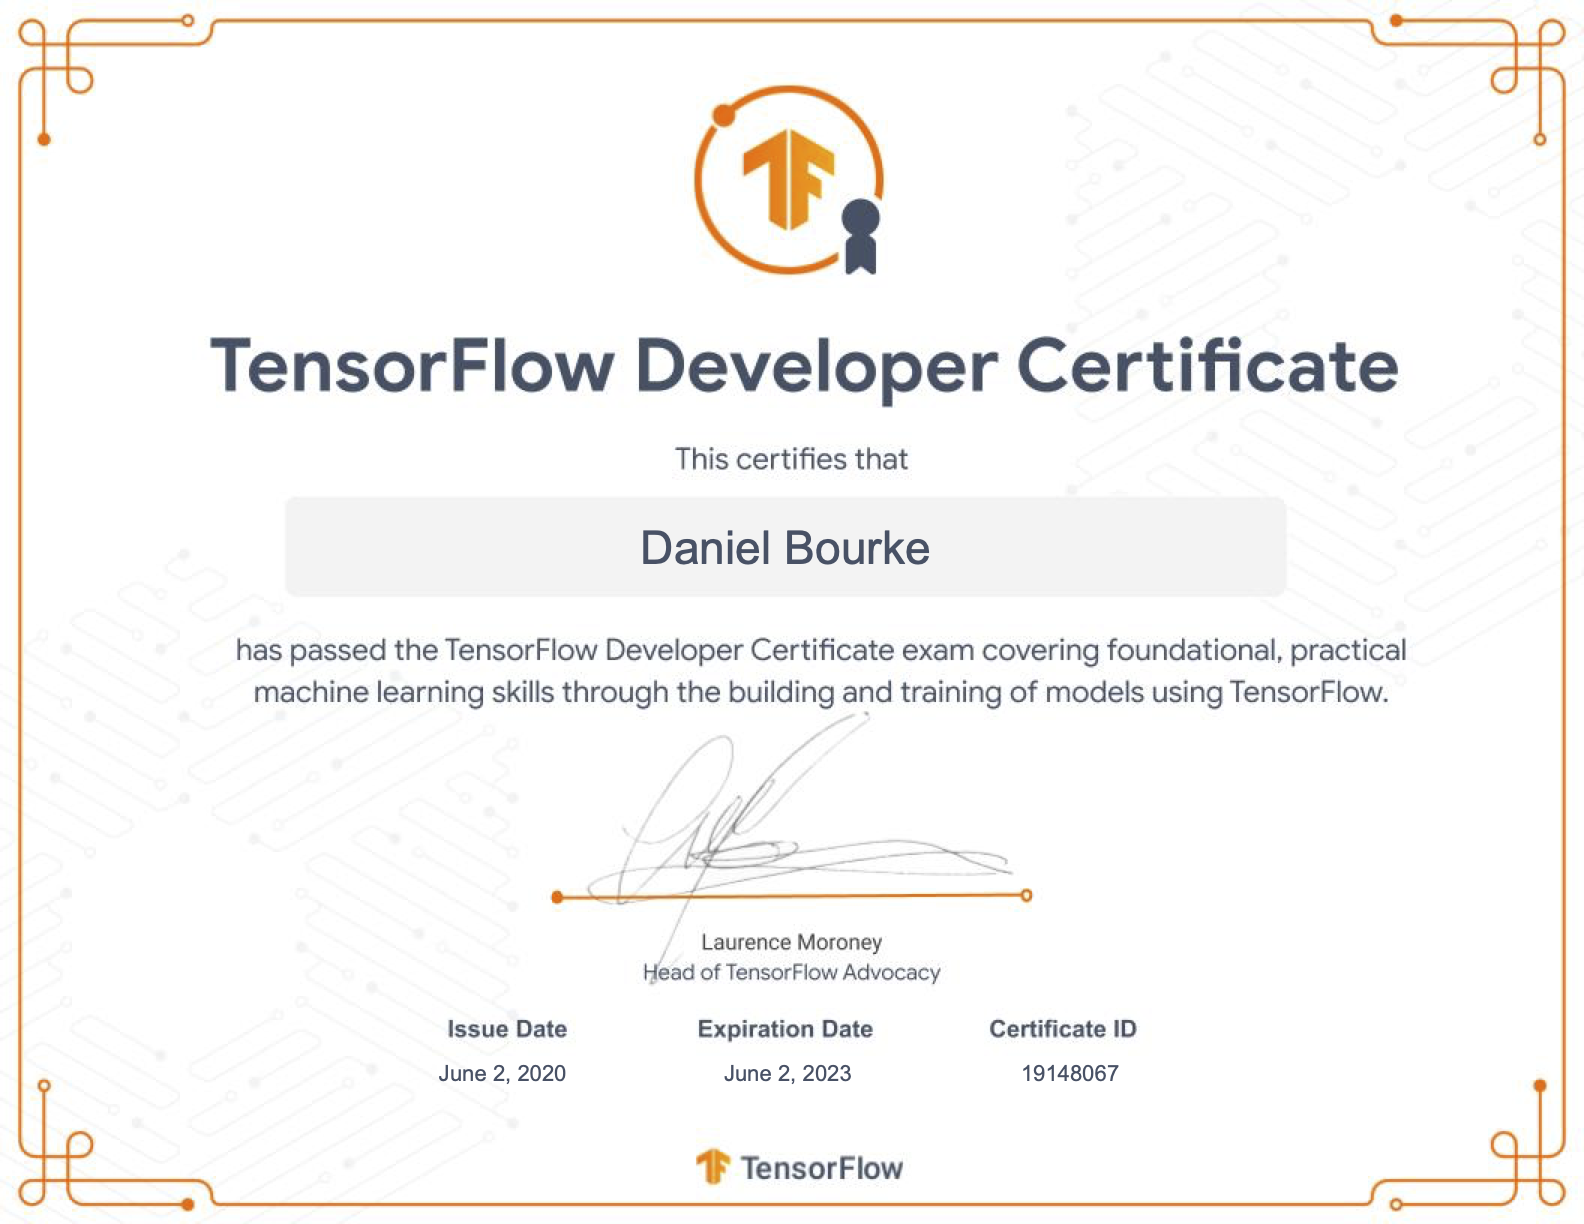 TensorFlow Developer Certificate
This certifies that
Daniel Bourke
has passed the TensorFlow Developer Certificate exam covering foundational, practical
machine learning skills through the building and training of models using TensorFlow.
Laurence Moroney
Head of TensorFlow Advocacy
Issue Date Expiration Date Certificate ID
June 2, 2020 June 2, 2023 19148067
TensorFlow